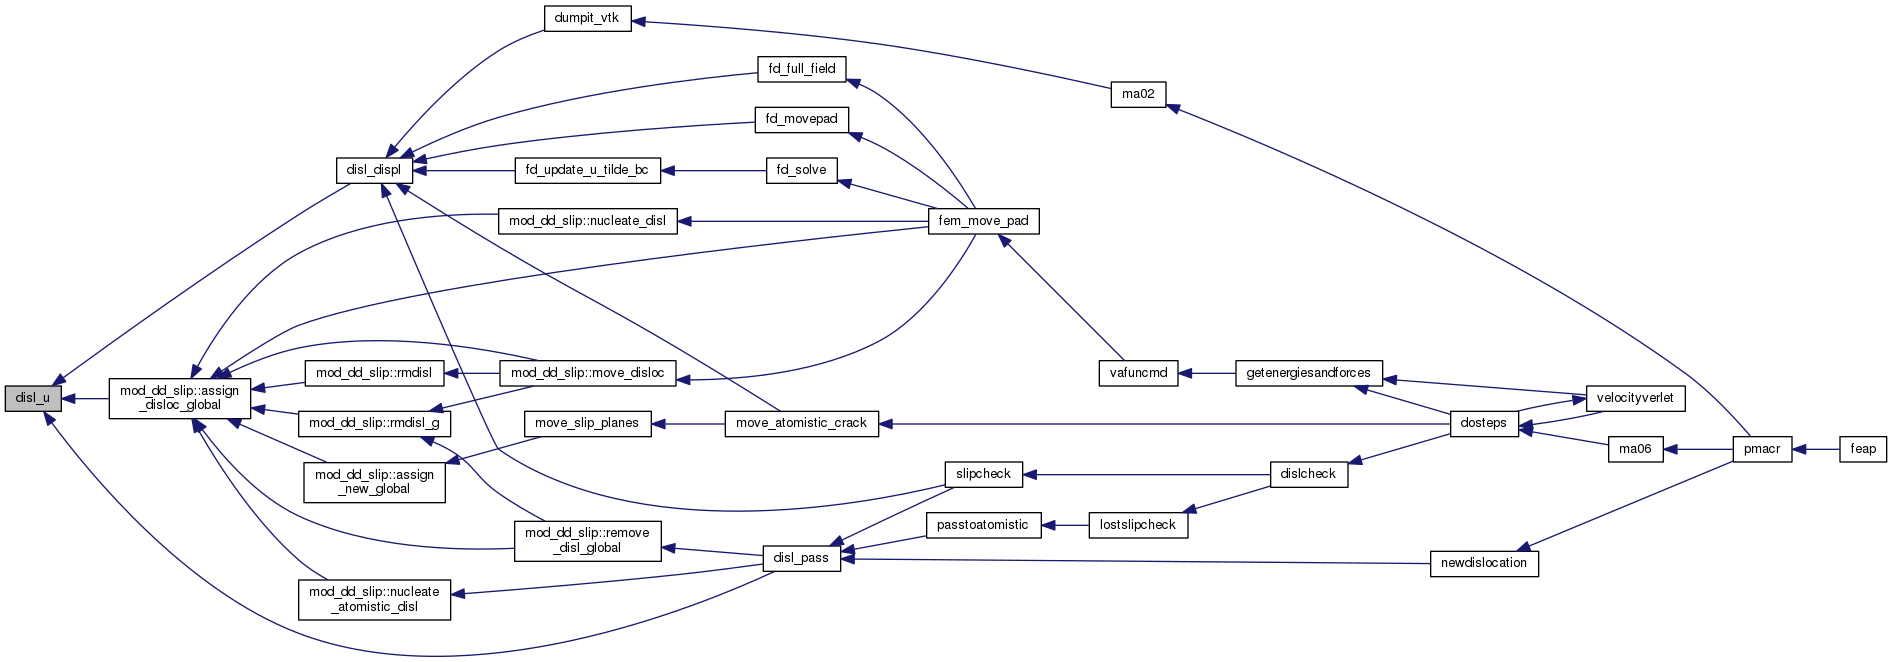 dumpit_vtk
fd_full_field
ma02
fd_movepad
disl_displ
fd_update_u_tilde_bc
fd_solve
mod_dd_slip::nucleate_disl
fem_move_pad
mod_dd_slip::rmdisl
mod_dd_slip::move_disloc
vafuncmd
getenergiesandforces
disl_u
mod_dd_slip::assign
_disloc_global
velocityverlet
mod_dd_slip::rmdisl_g
move_slip_planes
move_atomistic_crack
dosteps
ma06
pmacr
feap
mod_dd_slip::assign
_new_global
slipcheck
dislcheck
passtoatomistic
lostslipcheck
mod_dd_slip::remove
_disl_global
disl_pass
newdislocation
mod_dd_slip::nucleate
_atomistic_disl